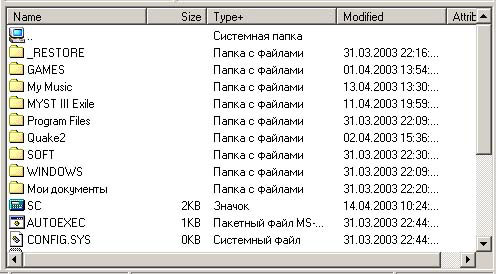 Name Size Type+ Modified Attrib
.. Системная папка
_RESTORE Папка с файлами 31.03.2003 22:16:...
GAMES Папка с файлами 01.04.2003 13:54:...
My Music Папка с файлами 13.04.2003 13:30:...
MYST III Exile Папка с файлами 11.04.2003 19:59:...
Program Files Папка с файлами 31.03.2003 22:09:...
Quake2 Папка с файлами 02.04.2003 15:36:...
SOFT Папка с файлами 31.03.2003 22:30:...
WINDOWS Папка с файлами 31.03.2003 22:09:...
Мои документы Папка с файлами 31.03.2003 22:20:...
SC 2KB Значок 14.04.2003 10:24:...
AUTOEXEC 1KB Пакетный файл MS-... 31.03.2003 22:44:...
CONFIG.SYS 0KB Системный файл 31.03.2003 22:44:...